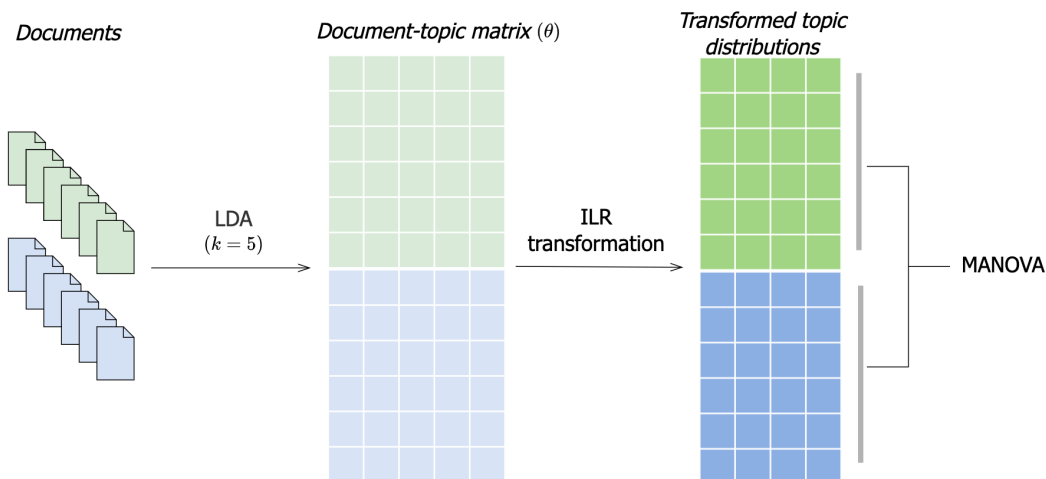 Documents
Document-topic matrix (θ)
Transformed topic
distributions
LDA
(k = 5)
ILR
transformation
MANOVA